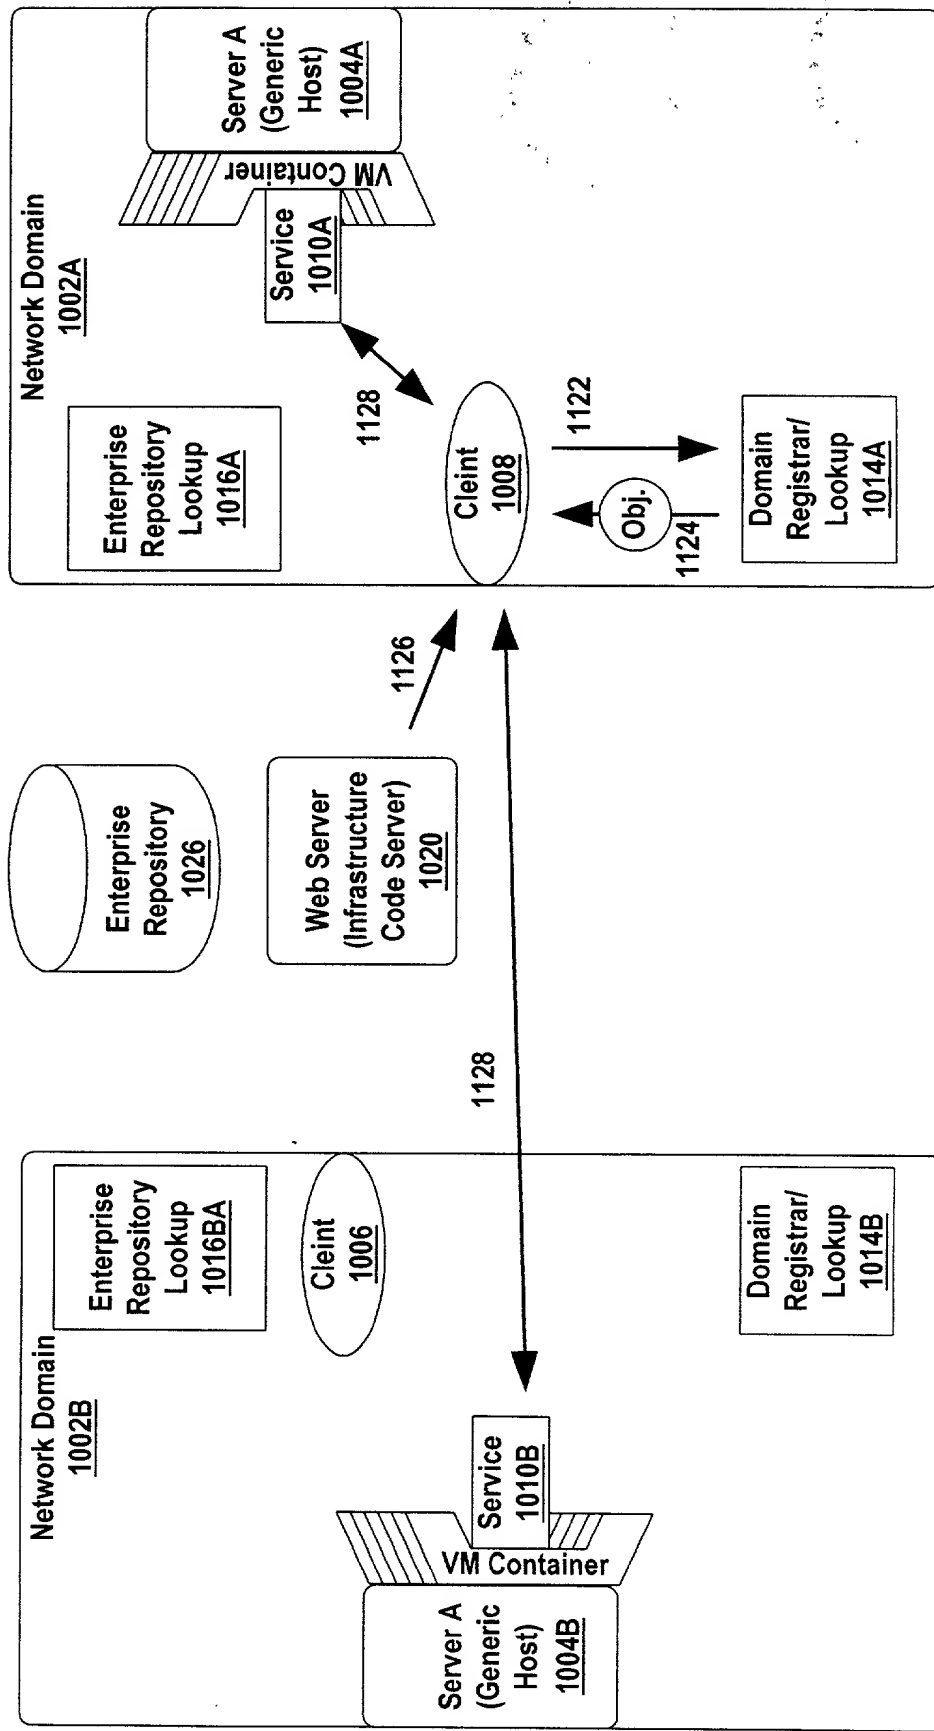 Network Domain
1002B
Enterprise
Repository
Lookup
1016BA
Cleint
1006
Server A
(Generic
Host)
1004B
VM Container
Service
1010B
Domain
Registrar/
Lookup
1014B
1128
Enterprise
Repository
1026
Web Server
(Infrastructure
Code Server)
1020
1126
Network Domain
1002A
Enterprise
Repository
Lookup
1016A
Server A
(Generic
Host)
1004A
VM Container
Service
1010A
1128
Cleint
1008
1122
Obj.
1124
Domain
Registrar/
Lookup
1014A